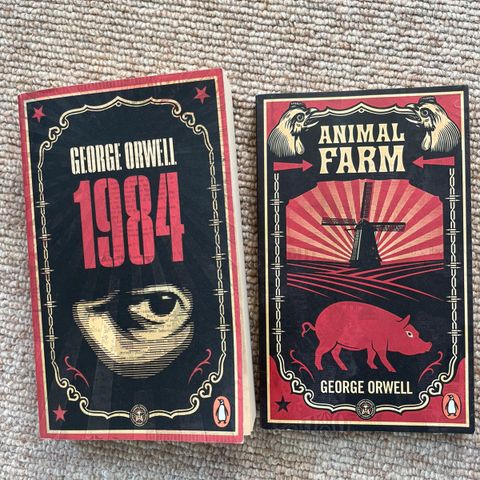 GEORGE ORWELL
1984
ANIMAL
FARM
GEORGE ORWELL